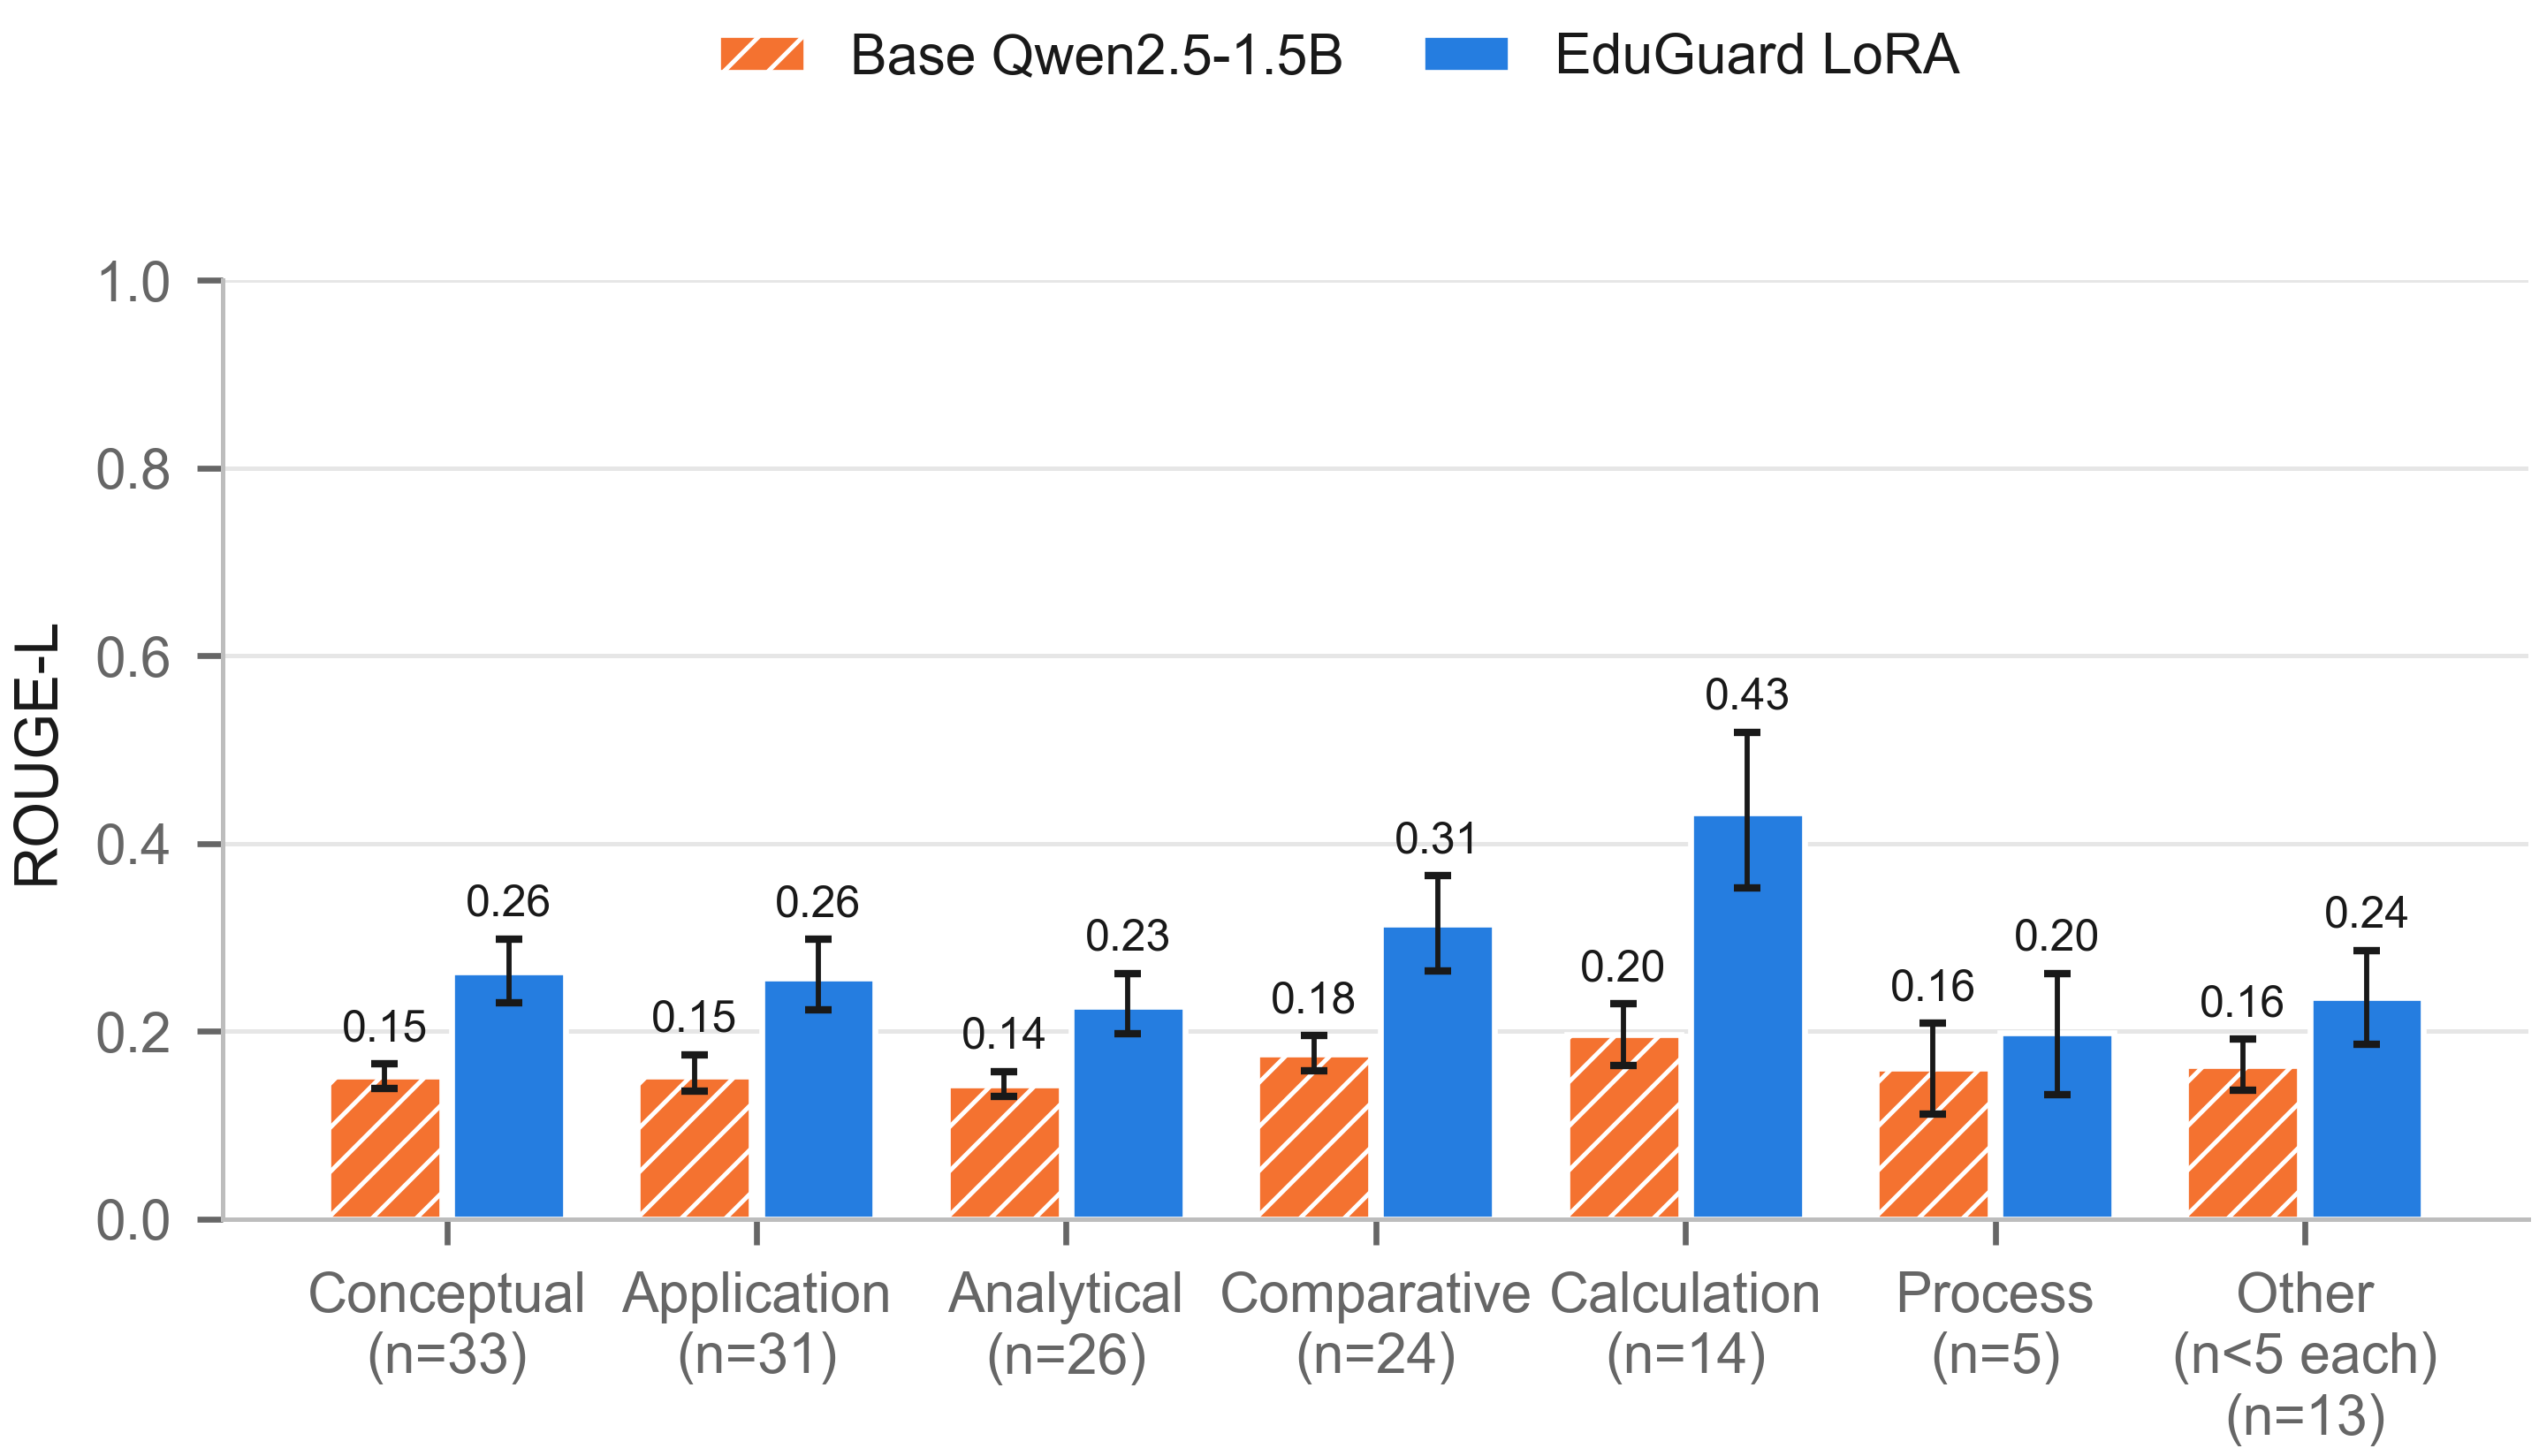 Base Qwen2.5-1.5B EduGuard LoRA
ROUGE-L
1.0
0.8
0.6
0.4
0.2
0.0
0.15 0.26
0.15 0.26
0.14 0.23
0.18 0.31
0.20 0.43
0.16 0.20
0.16 0.24
Conceptual
(n=33)
Application
(n=31)
Analytical
(n=26)
Comparative
(n=24)
Calculation
(n=14)
Process
(n=5)
Other
(n<5 each)
(n=13)